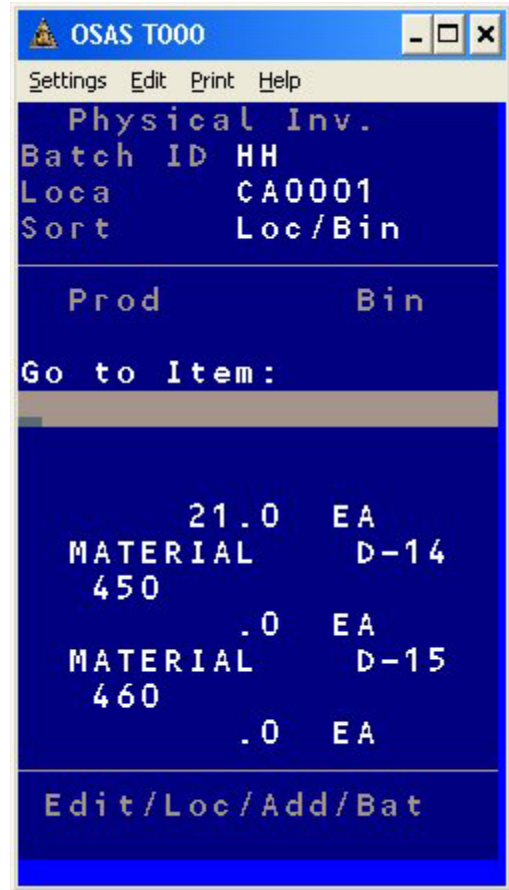 OSAS T000
Settings Edit Print Help
Physical Inv.
Batch ID HH
Loca CA0001
Sort Loc/Bin
Prod Bin
Go to Item:
21.0 EA
MATERIAL D-14
450
.0 EA
MATERIAL D-15
460
.0 EA
Edit/Loc/Add/Bat